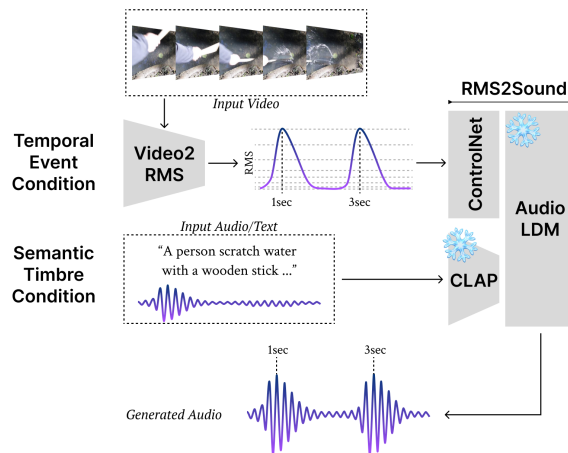 Input Video
RMS2Sound
Temporal
Event
Condition
Video2
RMS
RMS
1sec
3sec
ControlNet
Audio
LDM
Input Audio/Text
Semantic
Timbre
Condition
“A person scratch water
with a wooden stick ...”
CLAP
1sec
3sec
Generated Audio